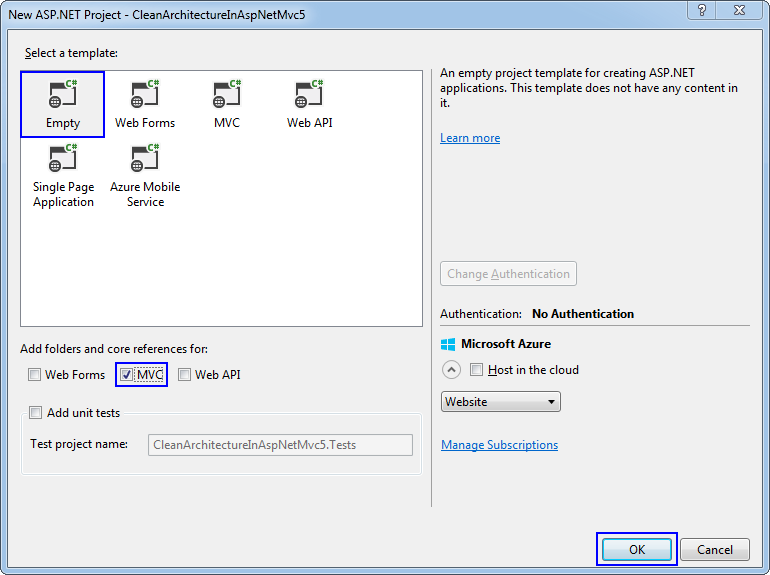 New ASP.NET Project - CleanArchitectureInAspNetMvc5
?
Select a template:
C# C# C# C#
Empty Web Forms MVC Web API
C# C#
Single Page Azure Mobile
Application Service
An empty project template for creating ASP.NET
applications. This template does not have any content in
it.
Learn more
Change Authentication
Authentication: No Authentication
Microsoft Azure
Host in the cloud
Website
Manage Subscriptions
Add folders and core references for:
Web Forms MVC Web API
Add unit tests
Test project name: CleanArchitectureInAspNetMvc5.Tests
OK Cancel